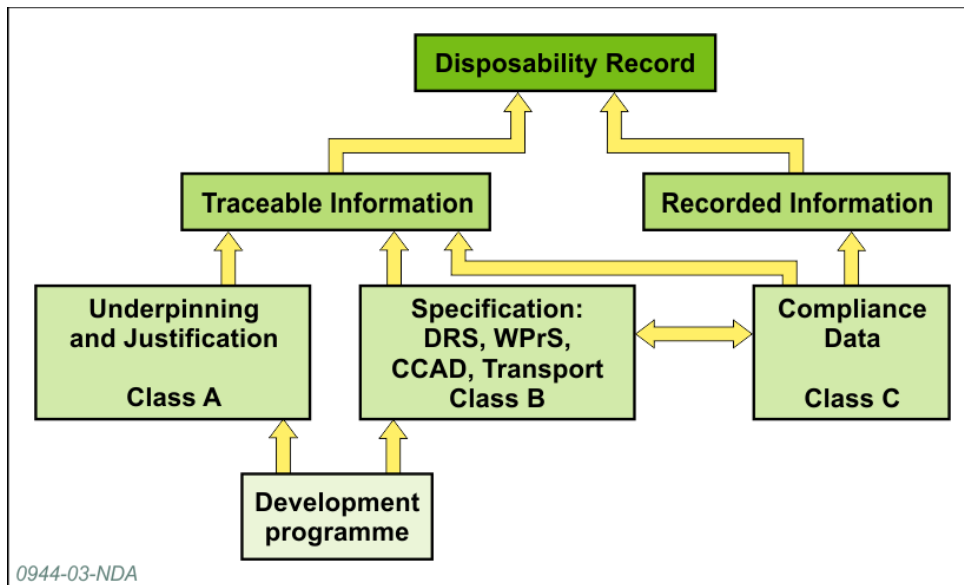 Disposability Record
Traceable Information
Recorded Information
Underpinning
and Justification
Class A
Specification:
DRS, WPrS,
CCAD, Transport
Class B
Compliance
Data
Class C
Development
programme
0944-03-NDA